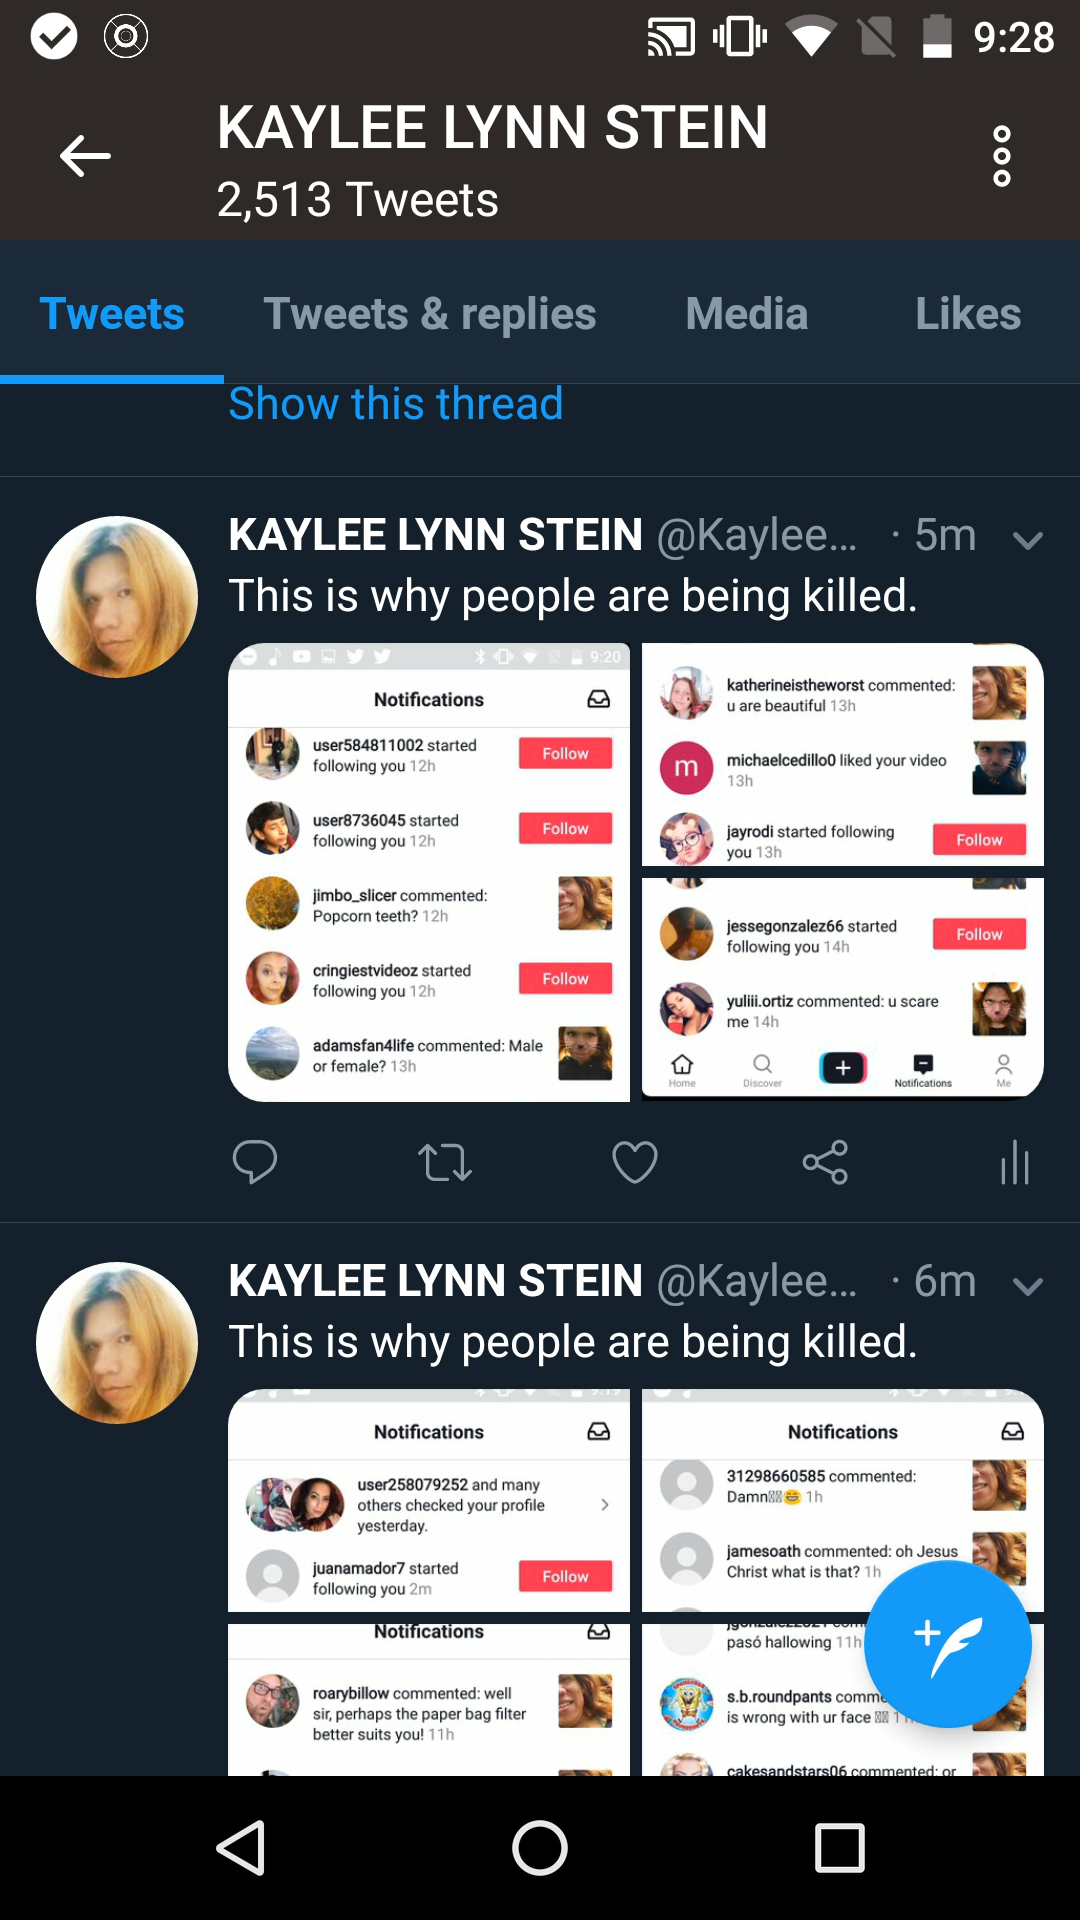 9:28
KAYLEE LYNN STEIN
2,513 Tweets
Tweets Tweets & replies Media Likes
Show this thread
KAYLEE LYNN STEIN @Kaylee... · 5m
This is why people are being killed.
9:20
Notifications
user584811002 started
following you 12h
Follow
user8736045 started
following you 12h
Follow
jimbo_slicer commented:
Popcorn teeth? 12h
cringiestvideoz started
following you 12h
Follow
adamsfan4life commented: Male
or female? 13h
katherineistheworst commented:
u are beautiful 13h
m
michaelcedillo0 liked your video
13h
jayrodi started following
you 13h
Follow
jessegonzalez66 started
following you 14h
Follow
yuliii.ortiz commented: u scare
me 14h
Home Discover Notifications Me
KAYLEE LYNN STEIN @Kaylee... · 6m
This is why people are being killed.
Notifications
user258079252 and many
others checked your profile
yesterday.
juanamador7 started
following you 2m
Follow
Notifications
31298660585 commented:
Damn😂 1h
jamesoath commented: oh Jesus
Christ what is that? 1h
Notifications
roarybillow commented: well
sir, perhaps the paper bag filter
better suits you! 11h
pasó hallowing 11h
s.b.roundpants comme
is wrong with ur face
cakesandstars06 commented: or